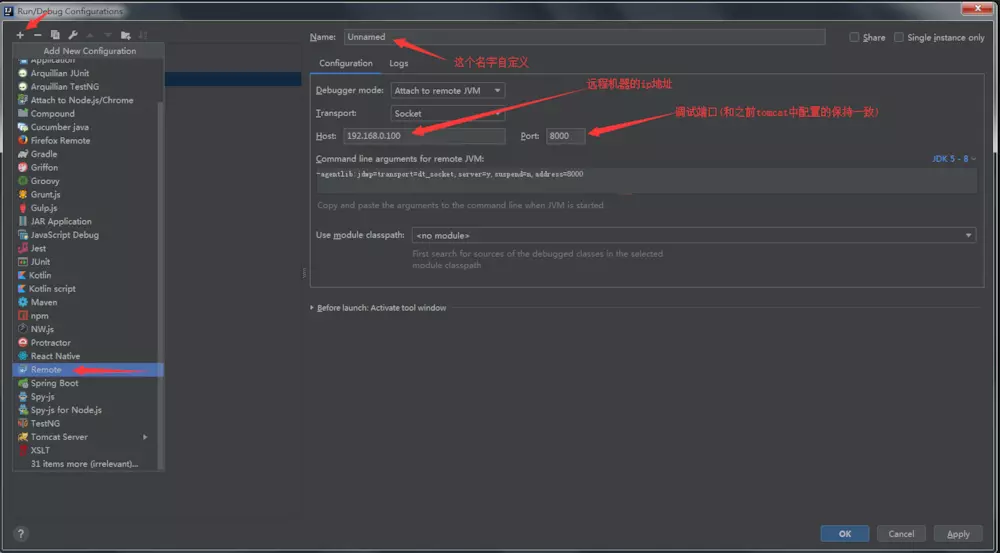 Run/Debug Configurations
Add New Configuration
Application
Arquillian JUnit
Arquillian TestNG
Attach to Node.js/Chrome
Compound
Cucumber java
Firefox Remote
Gradle
Griffon
Groovy
Grunt.js
Gulp.js
JAR Application
JavaScript Debug
Jest
JUnit
Kotlin
Kotlin script
Maven
npm
NW.js
Protractor
React Native
Remote
Spring Boot
Spy-js
Spy-js for Node.js
TestNG
Tomcat Server
XSLT
31 items more (irrelevant)...
Name: Unnamed
Share
Single instance only
这个名字自定义
Configuration Logs
Debugger mode: Attach to remote JVM
远程机器的ip地址
Transport: Socket
调试端口(和之前tomcat中配置的保持一致)
Host: 192.168.0.100 Port: 8000
Command line arguments for remote JVM: JDK 5 - 8
-agentlib:jdwp=transport=dt_socket,server=y,suspend=n,address=8000
Copy and paste the arguments to the command line when JVM is started
Use module classpath: <no module>
First search for sources of the debugged classes in the selected
module classpath
Before launch: Activate tool window
?
OK Cancel Apply